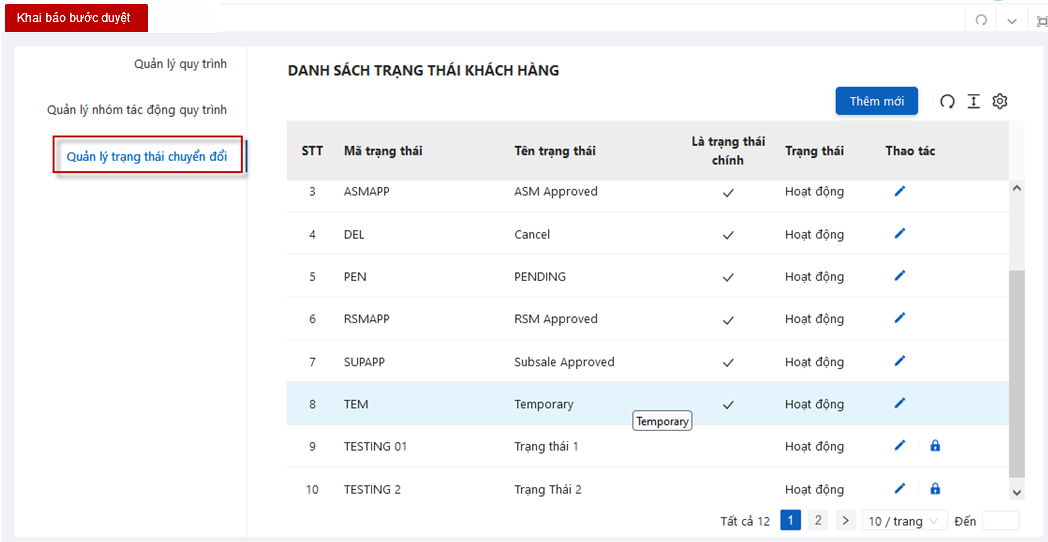 Khai báo bước duyệt
Quản lý quy trình
Quản lý nhóm tác động quy trình
Quản lý trạng thái chuyển đổi
DANH SÁCH TRẠNG THÁI KHÁCH HÀNG
Thêm mới
STT Mã trạng thái Tên trạng thái Là trạng thái chính Trạng thái Thao tác
3 ASMAPP ASM Approved Hoạt động
4 DEL Cancel Hoạt động
5 PEN PENDING Hoạt động
6 RSMAPP RSM Approved Hoạt động
7 SUPAPP Subsale Approved Hoạt động
8 TEM Temporary Hoạt động
Temporary
9 TESTING 01 Trạng thái 1 Hoạt động
10 TESTING 2 Trạng Thái 2 Hoạt động
Tất cả 12 1 2 10 / trang Đến